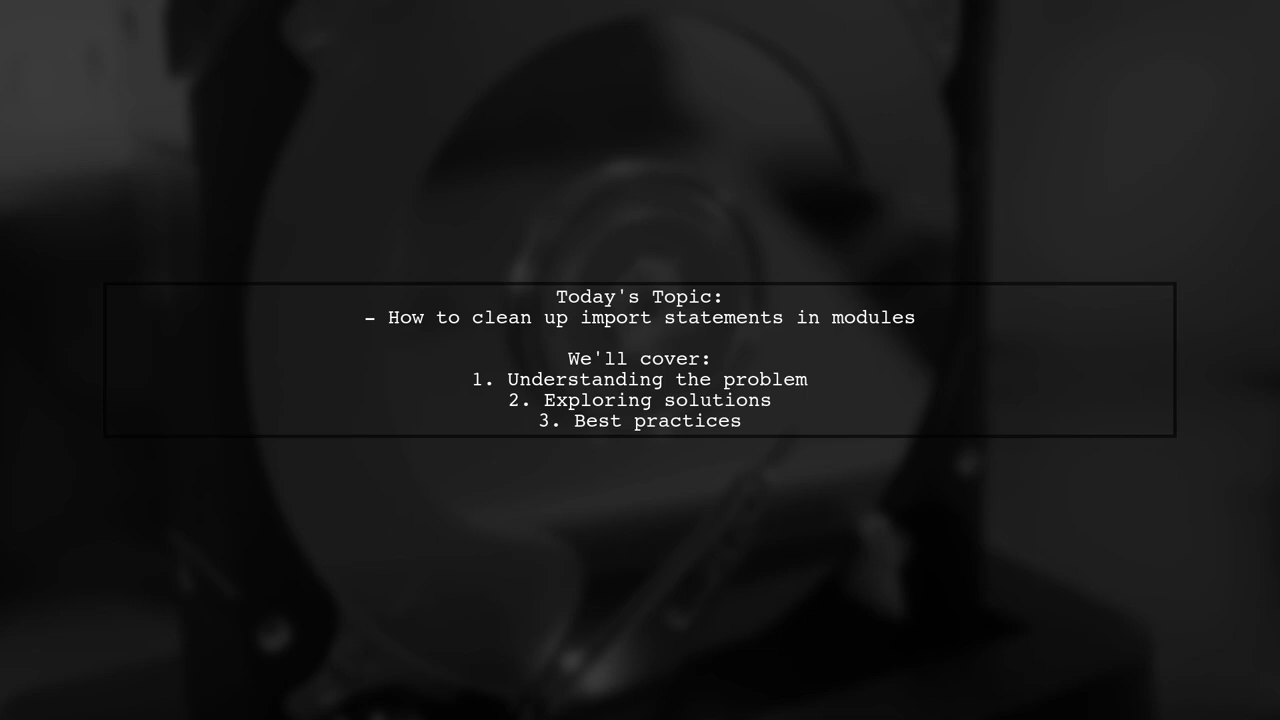 Today's Topic:
- How to clean up import statements in modules
We'll cover:
1. Understanding the problem
2. Exploring solutions
3. Best practices